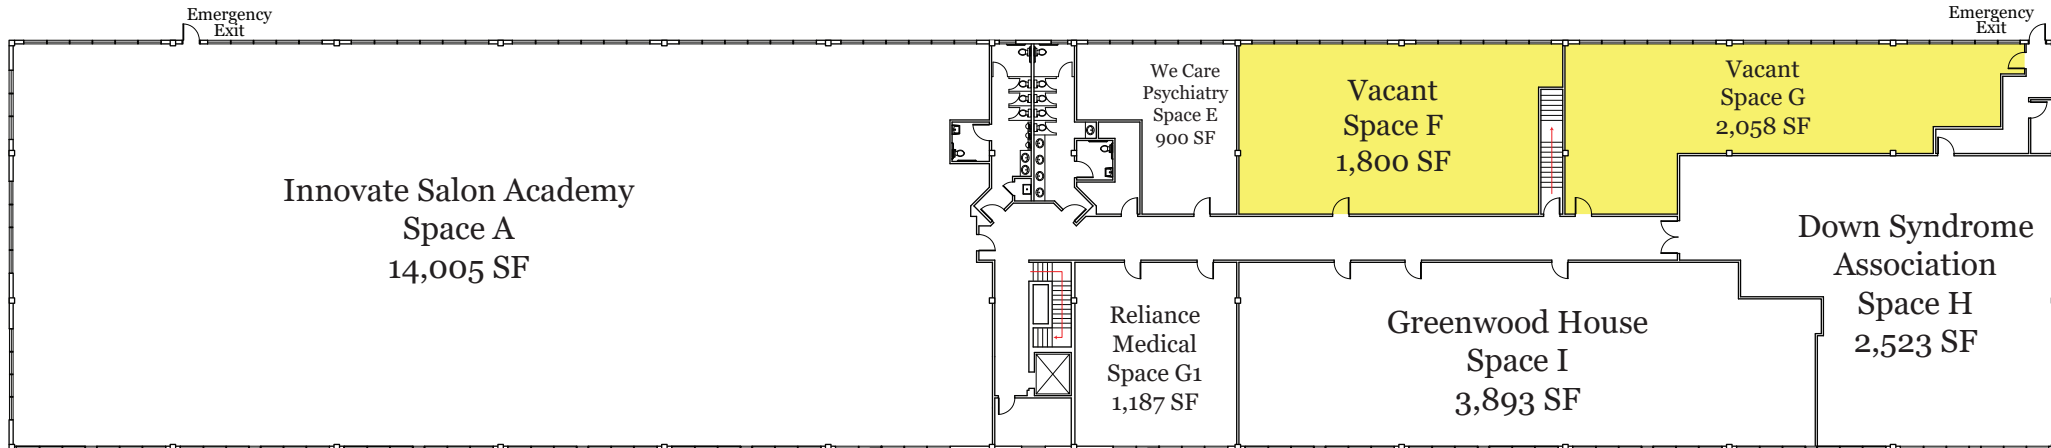 Emergency
Exit
Emergency
Exit
Innovate Salon Academy
Space A
14,005 SF
We Care
Psychiatry
Space E
900 SF
Vacant
Space F
1,800 SF
Vacant
Space G
2,058 SF
Down Syndrome
Association
Space H
2,523 SF
Reliance
Medical
Space G1
1,187 SF
Greenwood House
Space I
3,893 SF